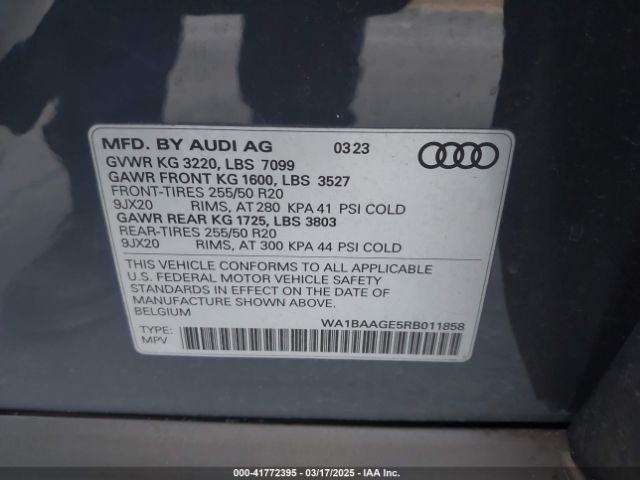 MFD. BY AUDI AG 0323
GVWR KG 3220, LBS 7099
GAWR FRONT KG 1600, LBS 3527
FRONT-TIRES 255/50 R20
9JX20 RIMS, AT 280 KPA 41 PSI COLD
GAWR REAR KG 1725, LBS 3803
REAR-TIRES 255/50 R20
9JX20 RIMS, AT 300 KPA 44 PSI COLD
THIS VEHICLE CONFORMS TO ALL APPLICABLE
U.S. FEDERAL MOTOR VEHICLE SAFETY
STANDARDS IN EFFECT ON THE DATE OF
MANUFACTURE SHOWN ABOVE.
BELGIUM
WA1BAAGE5RB011858
TYPE:
MPV
000-41772395 - 03/17/2025 - IAA Inc.